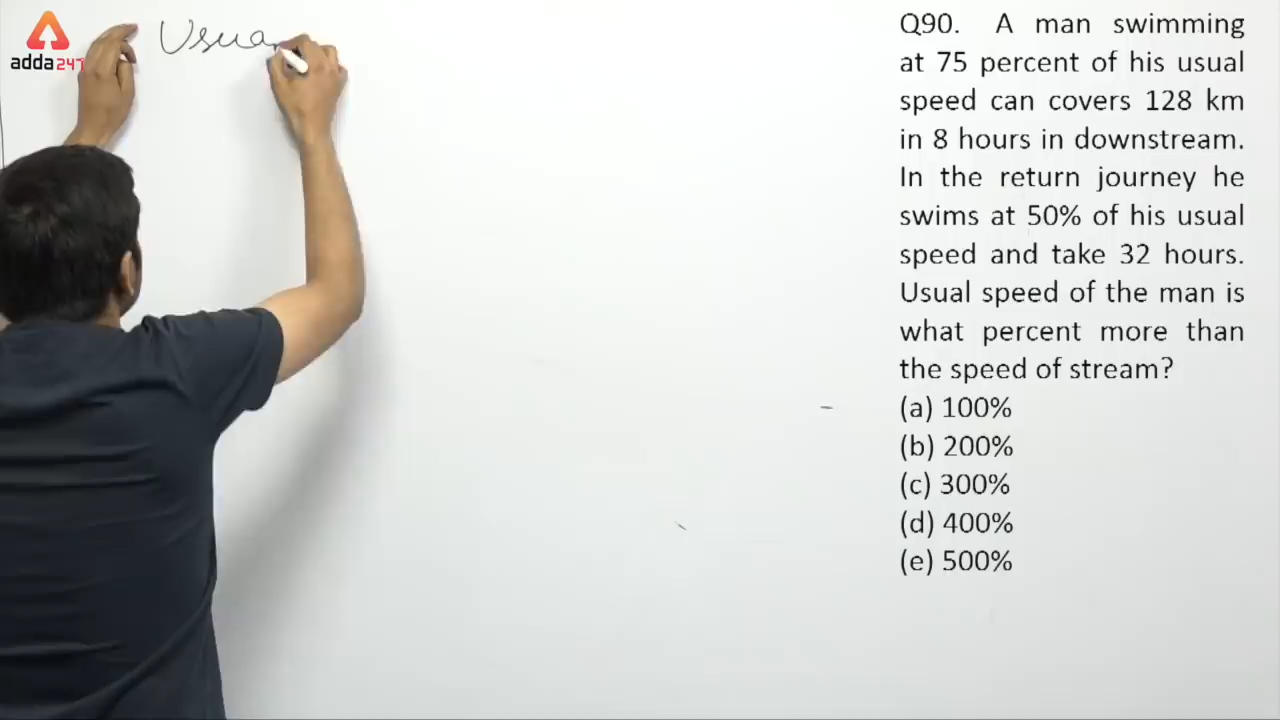 Usua
adda247
Q90. A man swimming
at 75 percent of his usual
speed can covers 128 km
in 8 hours in downstream.
In the return journey he
swims at 50% of his usual
speed and take 32 hours.
Usual speed of the man is
what percent more than
the speed of stream?
(a) 100%
(b) 200%
(c) 300%
(d) 400%
(e) 500%